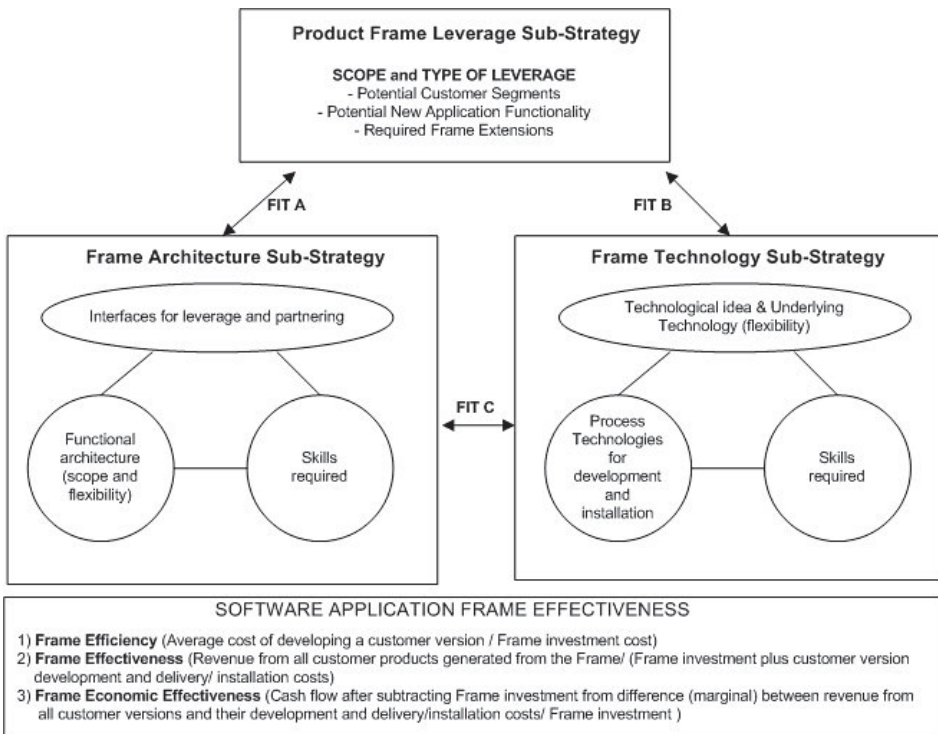 Product Frame Leverage Sub-Strategy
SCOPE and TYPE OF LEVERAGE
- Potential Customer Segments
- Potential New Application Functionality
- Required Frame Extensions
FIT A
FIT B
Frame Architecture Sub-Strategy
Interfaces for leverage and partnering
Functional
architecture
(scope and
flexibility)
Skills
required
FIT C
Frame Technology Sub-Strategy
Technological idea & Underlying
Technology (flexibility)
Process
Technologies
for
development
and
installation
Skills
required
SOFTWARE APPLICATION FRAME EFFECTIVENESS
1) Frame Efficiency (Average cost of developing a customer version / Frame investment cost)
2) Frame Effectiveness (Revenue from all customer products generated from the Frame/ (Frame investment plus customer version
development and delivery/ installation costs)
3) Frame Economic Effectiveness (Cash flow after subtracting Frame investment from difference (marginal) between revenue from
all customer versions and their development and delivery/installation costs/ Frame investment )